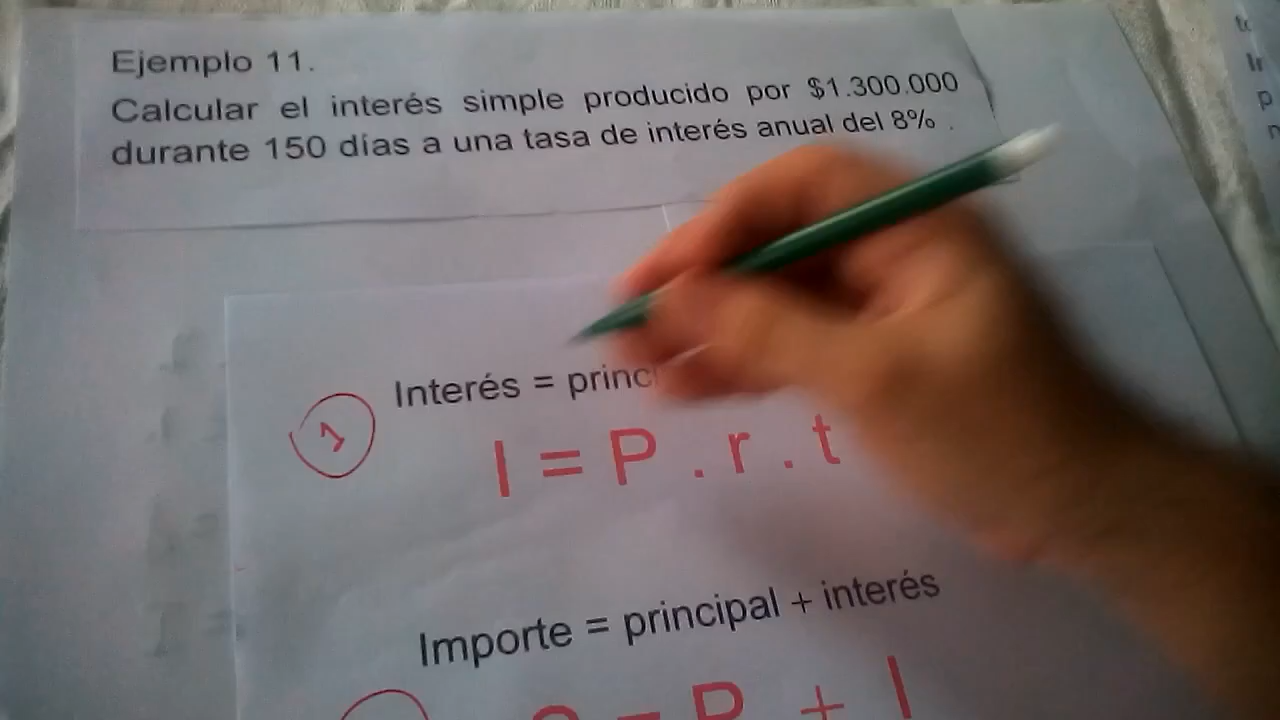 Ejemplo 11.
Calcular el interés simple producido por $1.300.000
durante 150 días a una tasa de interés anual del 8% .
Interés = princ
1
I = P . r . t
Importe = principal + interés
= P + I